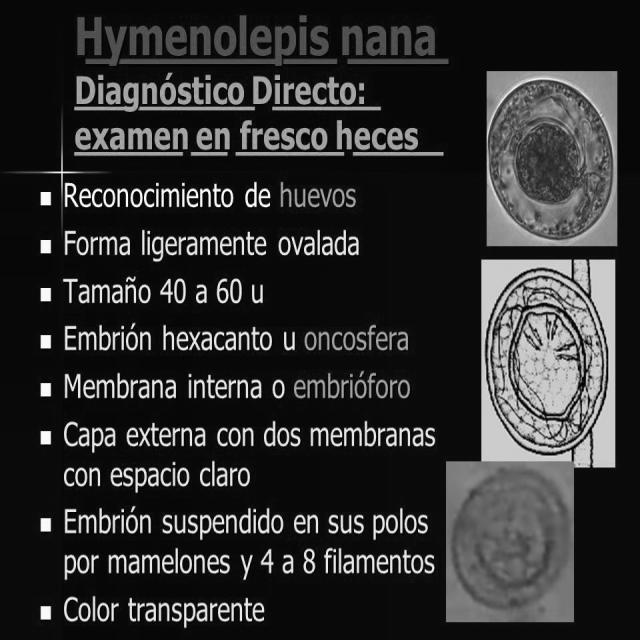 Hymenolepis nana
Diagnóstico Directo:
examen en fresco heces
Reconocimiento de huevos
Forma ligeramente ovalada
Tamaño 40 a 60 u
Embrión hexacanto u oncosfera
Membrana interna o embrióforo
Capa externa con dos membranas
con espacio claro
Embrión suspendido en sus polos
por mamelones y 4 a 8 filamentos
Color transparente